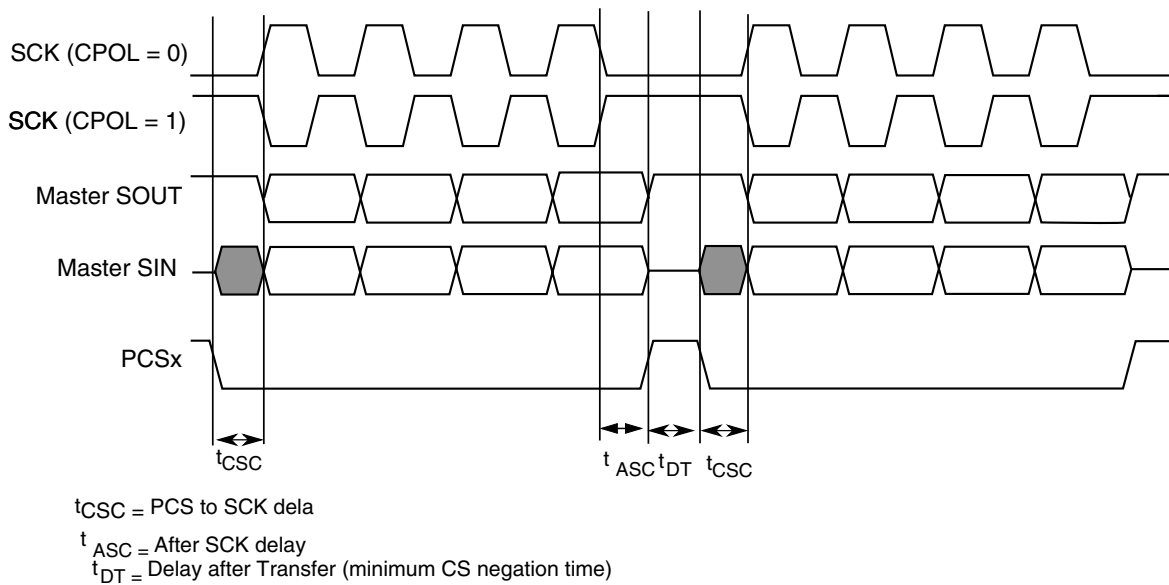 SCK (CPOL = 0)
SCK (CPOL = 1)
Master SOUT
Master SIN
PCSx
tCSC
t ASC
tDT
tCSC
tCSC = PCS to SCK dela
t ASC = After SCK delay
tDT = Delay after Transfer (minimum CS negation time)